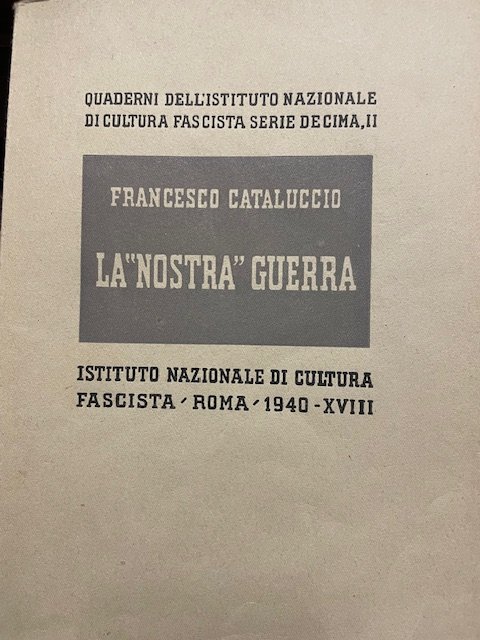 QUADERNI DELL'ISTITUTO NAZIONALE
DI CULTURA FASCISTA SERIE DECIMA, II
FRANCESCO CATALUCCIO
LA "NOSTRA" GUERRA
ISTITUTO NAZIONALE DI CULTURA
FASCISTA - ROMA - 1940 - XVIII